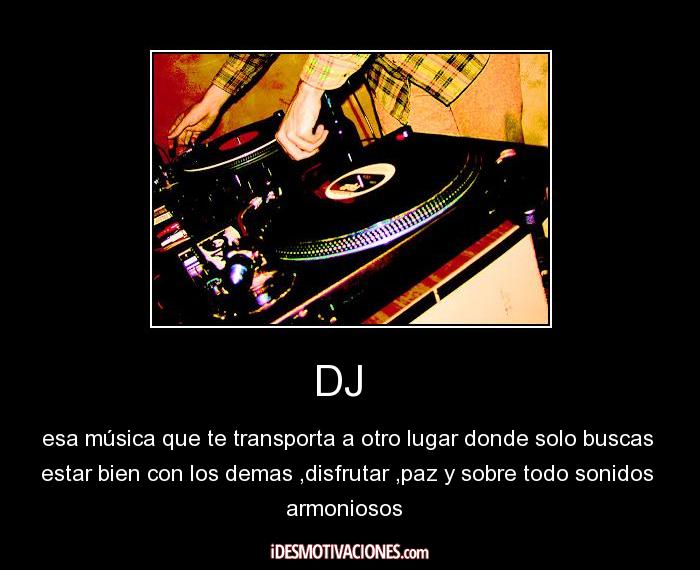 DJ
esa música que te transporta a otro lugar donde solo buscas
estar bien con los demas ,disfrutar ,paz y sobre todo sonidos
armoniosos
iDESMOTIVACIONES.com